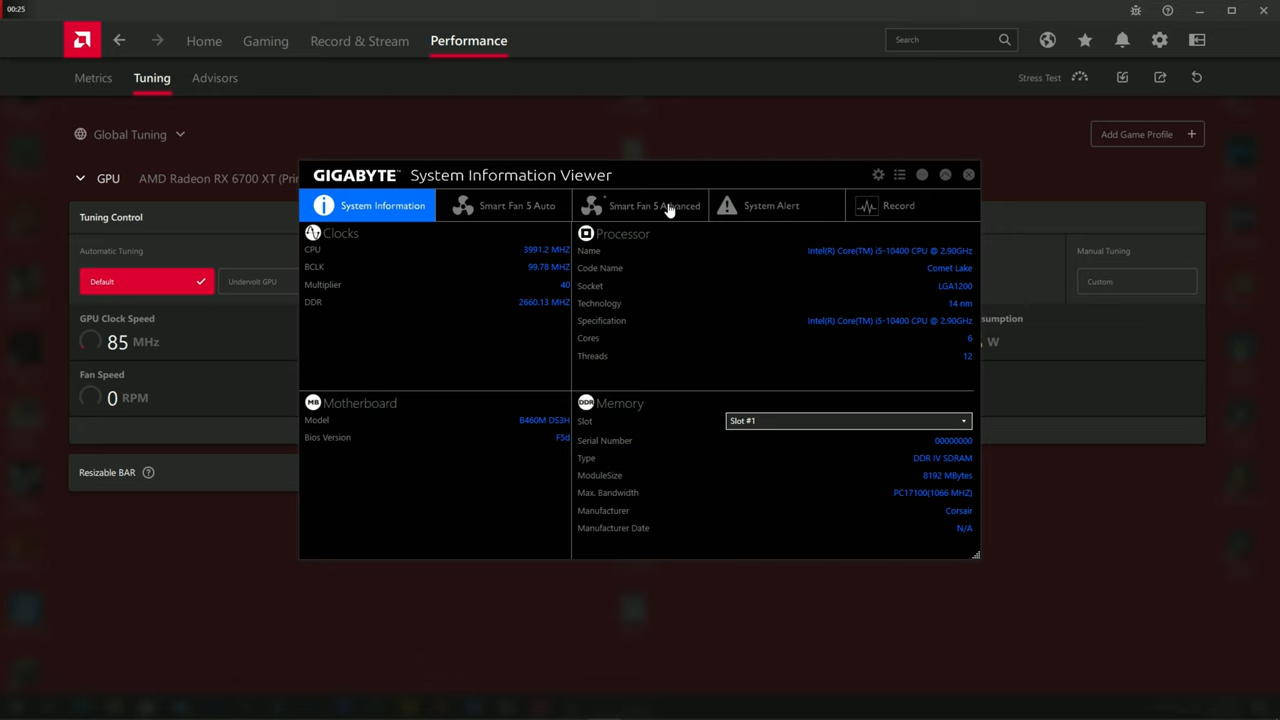 00:25
Home
Gaming
Record & Stream
Performance
Search
Metrics
Tuning
Advisors
Stress Test
Global Tuning
Add Game Profile
GPU
AMD Radeon RX 6700 XT
Tuning Control
Automatic Tuning
Default
Undervolt GPU
GPU Clock Speed
85 MHz
Fan Speed
0 RPM
Resizable BAR
Manual Tuning
Custom
W
GIGABYTE™ System Information Viewer
System Information
Smart Fan 5 Auto
Smart Fan 5 Advanced
System Alert
Record
Clocks
CPU 3991.2 MHZ
BCLK 99.78 MHZ
Multiplier 40
DDR 2660.13 MHZ
Processor
Name Intel(R) Core(TM) i5-10400 CPU @ 2.90GHz
Code Name Comet Lake
Socket LGA1200
Technology 14 nm
Specification Intel(R) Core(TM) i5-10400 CPU @ 2.90GHz
Cores 6
Threads 12
MB Motherboard
Model B460M DS3H
Bios Version F5d
DDR Memory
Slot Slot #1
Serial Number 00000000
Type DDR IV SDRAM
ModuleSize 8192 MBytes
Max. Bandwidth PC17100(1066 MHZ)
Manufacturer Corsair
Manufacturer Date N/A